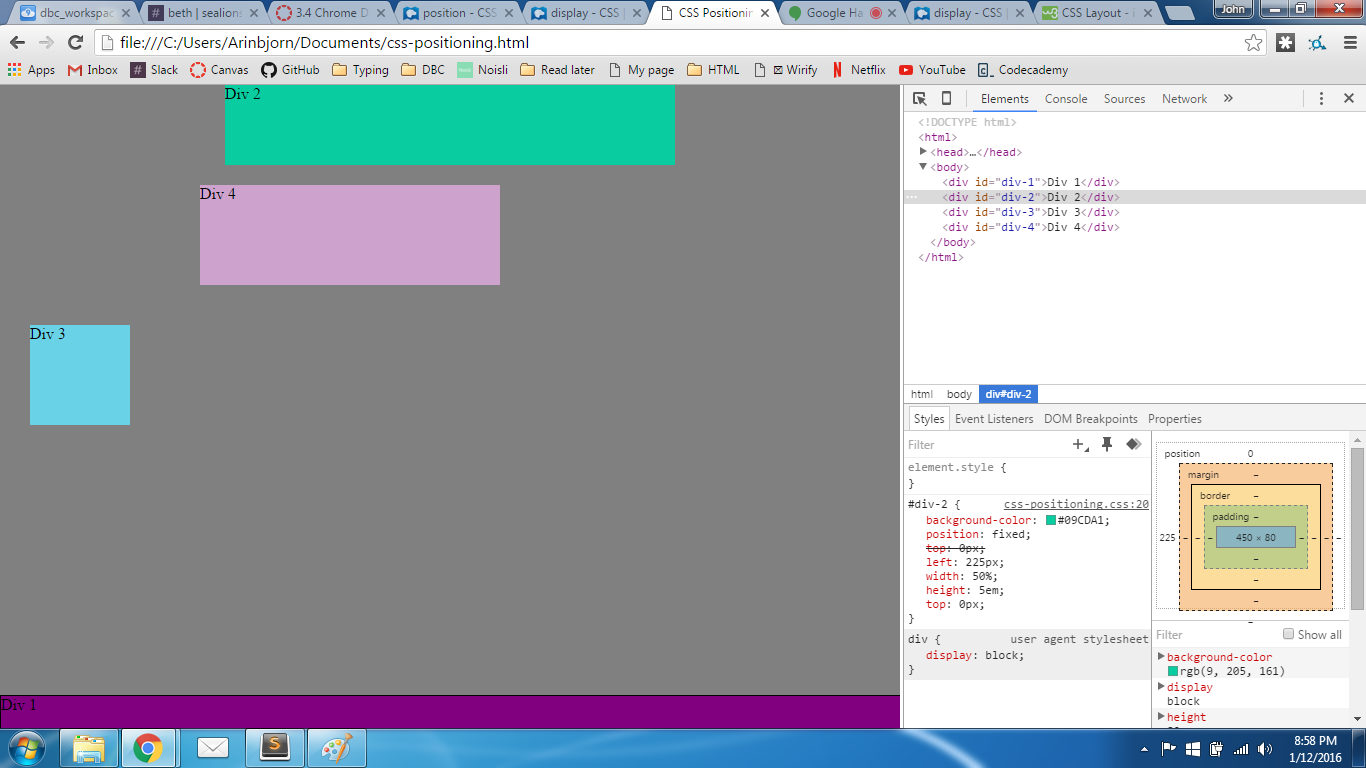 dbc_workspac
beth | sealions
3.4 Chrome D
position - CSS
display - CSS |
CSS Positionin
Google Ha
display - CSS |
CSS Layout -
John
file:///C:/Users/Arinbjorn/Documents/css-positioning.html
Apps
Inbox
Slack
Canvas
GitHub
Typing
DBC
Noisli
Read later
My page
HTML
Wirify
Netflix
YouTube
Codecademy
Div 2
Div 4
Div 3
Div 1
Elements
Console
Sources
Network
»
<!DOCTYPE html>
<html>
<head>…</head>
<body>
<div id="div-1">Div 1</div>
<div id="div-2">Div 2</div>
<div id="div-3">Div 3</div>
<div id="div-4">Div 4</div>
</body>
</html>
html body div#div-2
Styles
Event Listeners
DOM Breakpoints
Properties
Filter
element.style {
}
#div-2 { css-positioning.css:20
background-color: #09CDA1;
position: fixed;
top: 0px;
left: 225px;
width: 50%;
height: 5em;
top: 0px;
}
div { user agent stylesheet
display: block;
}
position 0
margin –
border –
padding –
225 – – – 450 × 80 – – – –
–
–
–
–
Filter
Show all
background-color
rgb(9, 205, 161)
display
block
height
8:58 PM
1/12/2016